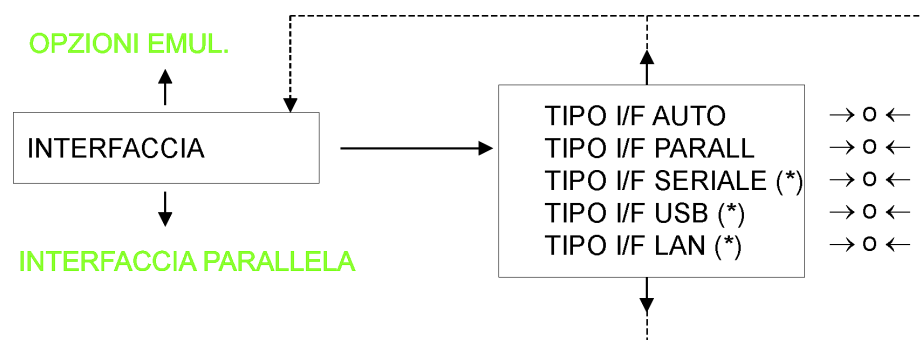 OPZIONI EMUL.
INTERFACCIA
INTERFACCIA PARALLELA
TIPO I/F AUTO → o ←
TIPO I/F PARALL → o ←
TIPO I/F SERIALE (*) → o ←
TIPO I/F USB (*) → o ←
TIPO I/F LAN (*) → o ←